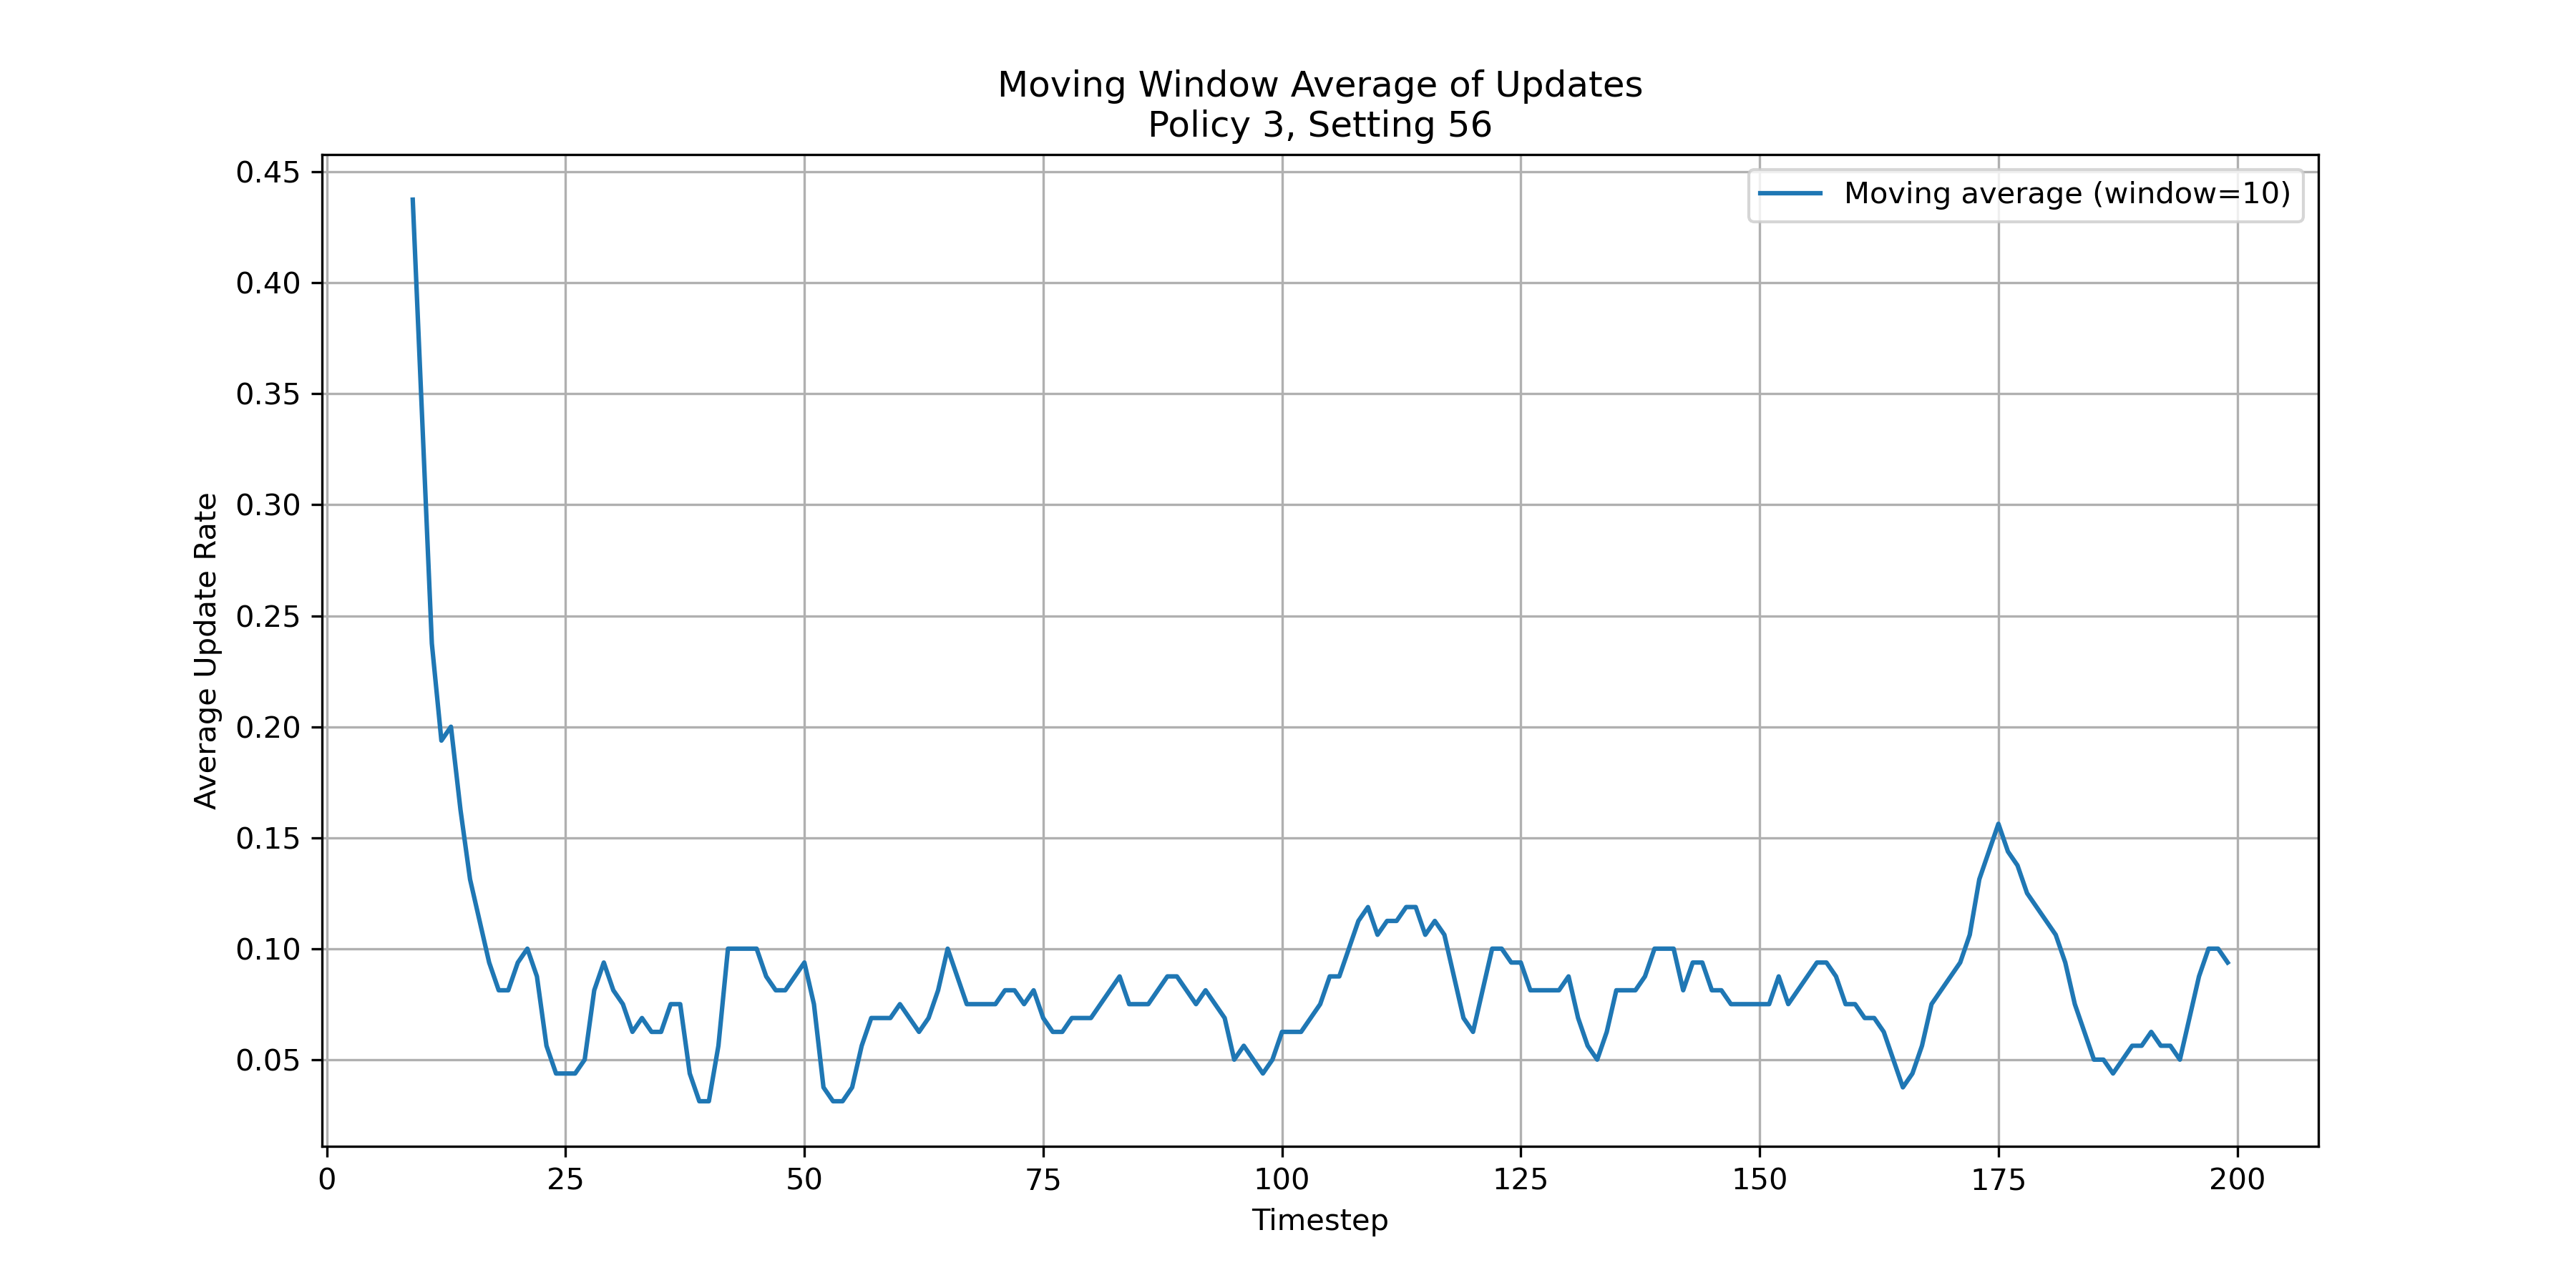 Moving Window Average of Updates
Policy 3, Setting 56
Moving average (window=10)
Average Update Rate
0.45
0.40
0.35
0.30
0.25
0.20
0.15
0.10
0.05
0 25 50 75 100 125 150 175 200
Timestep